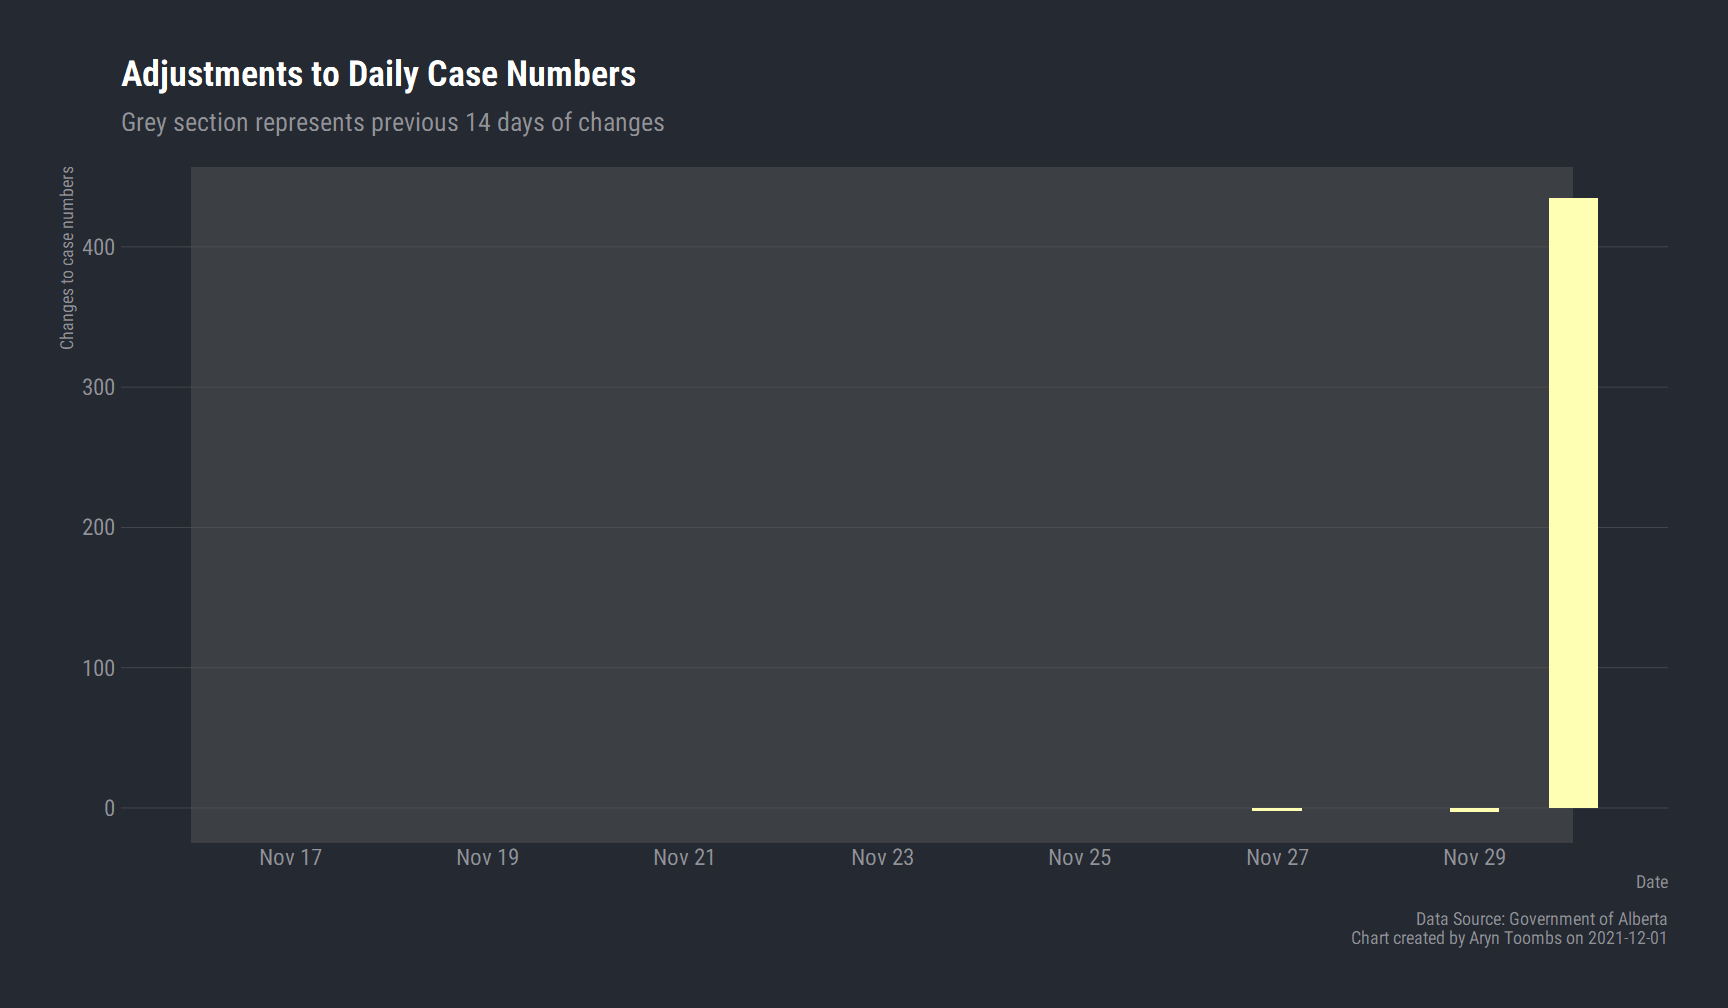 Adjustments to Daily Case Numbers
Grey section represents previous 14 days of changes
Changes to case numbers
400
300
200
100
0
Nov 17
Nov 19
Nov 21
Nov 23
Nov 25
Nov 27
Nov 29
Date
Data Source: Government of Alberta
Chart created by Aryn Toombs on 2021-12-01